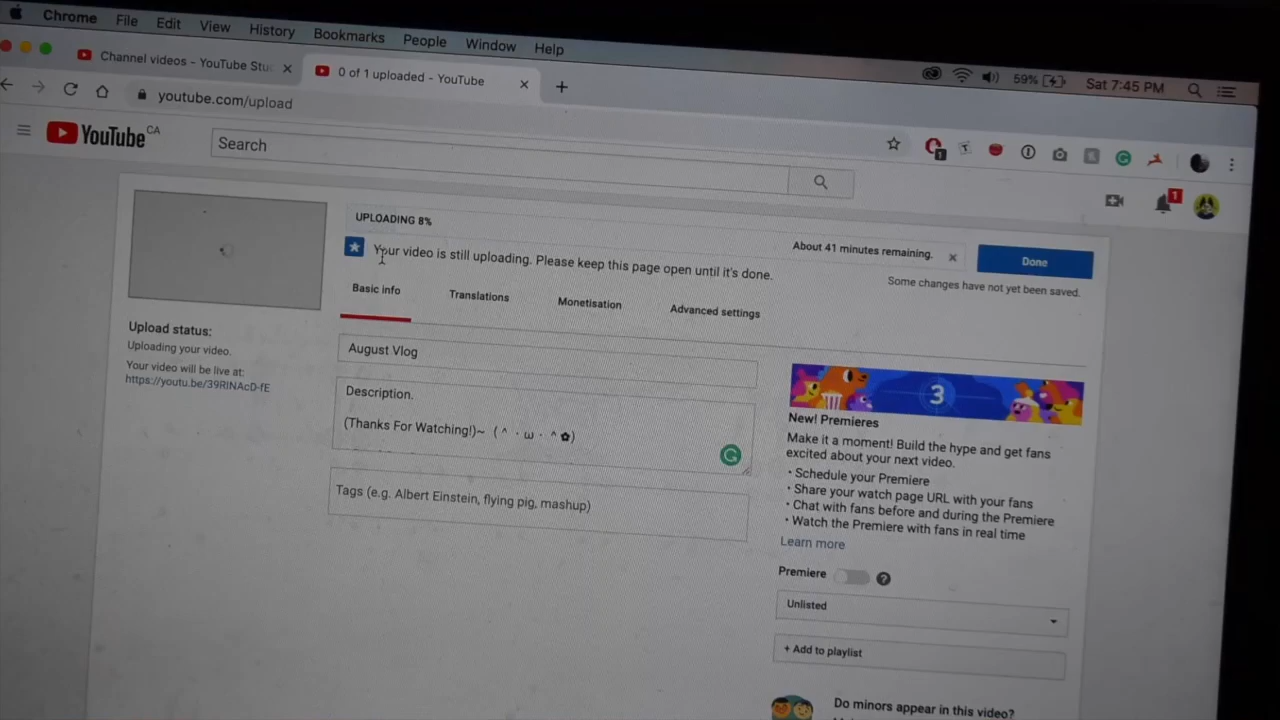 Chrome File Edit View History Bookmarks People Window Help
59% Sat 7:45 PM
Channel videos - YouTube Stu
0 of 1 uploaded - YouTube
youtube.com/upload
YouTube CA
Search
1
1
UPLOADING 8%
About 41 minutes remaining.
Done
Your video is still uploading. Please keep this page open until it's done.
Some changes have not yet been saved.
Basic info
Translations
Monetisation
Advanced settings
Upload status:
Uploading your video.
Your video will be live at:
https://youtu.be/39RINAcD-fE
August Vlog
Description.
(Thanks For Watching!)~ ( ^ ・ω・ ^ ✿)
Tags (e.g. Albert Einstein, flying pig, mashup)
3
New! Premieres
Make it a moment! Build the hype and get fans
excited about your next video.
• Schedule your Premiere
• Share your watch page URL with your fans
• Chat with fans before and during the Premiere
• Watch the Premiere with fans in real time
Learn more
Premiere
Unlisted
+ Add to playlist
Do minors appear in this video?